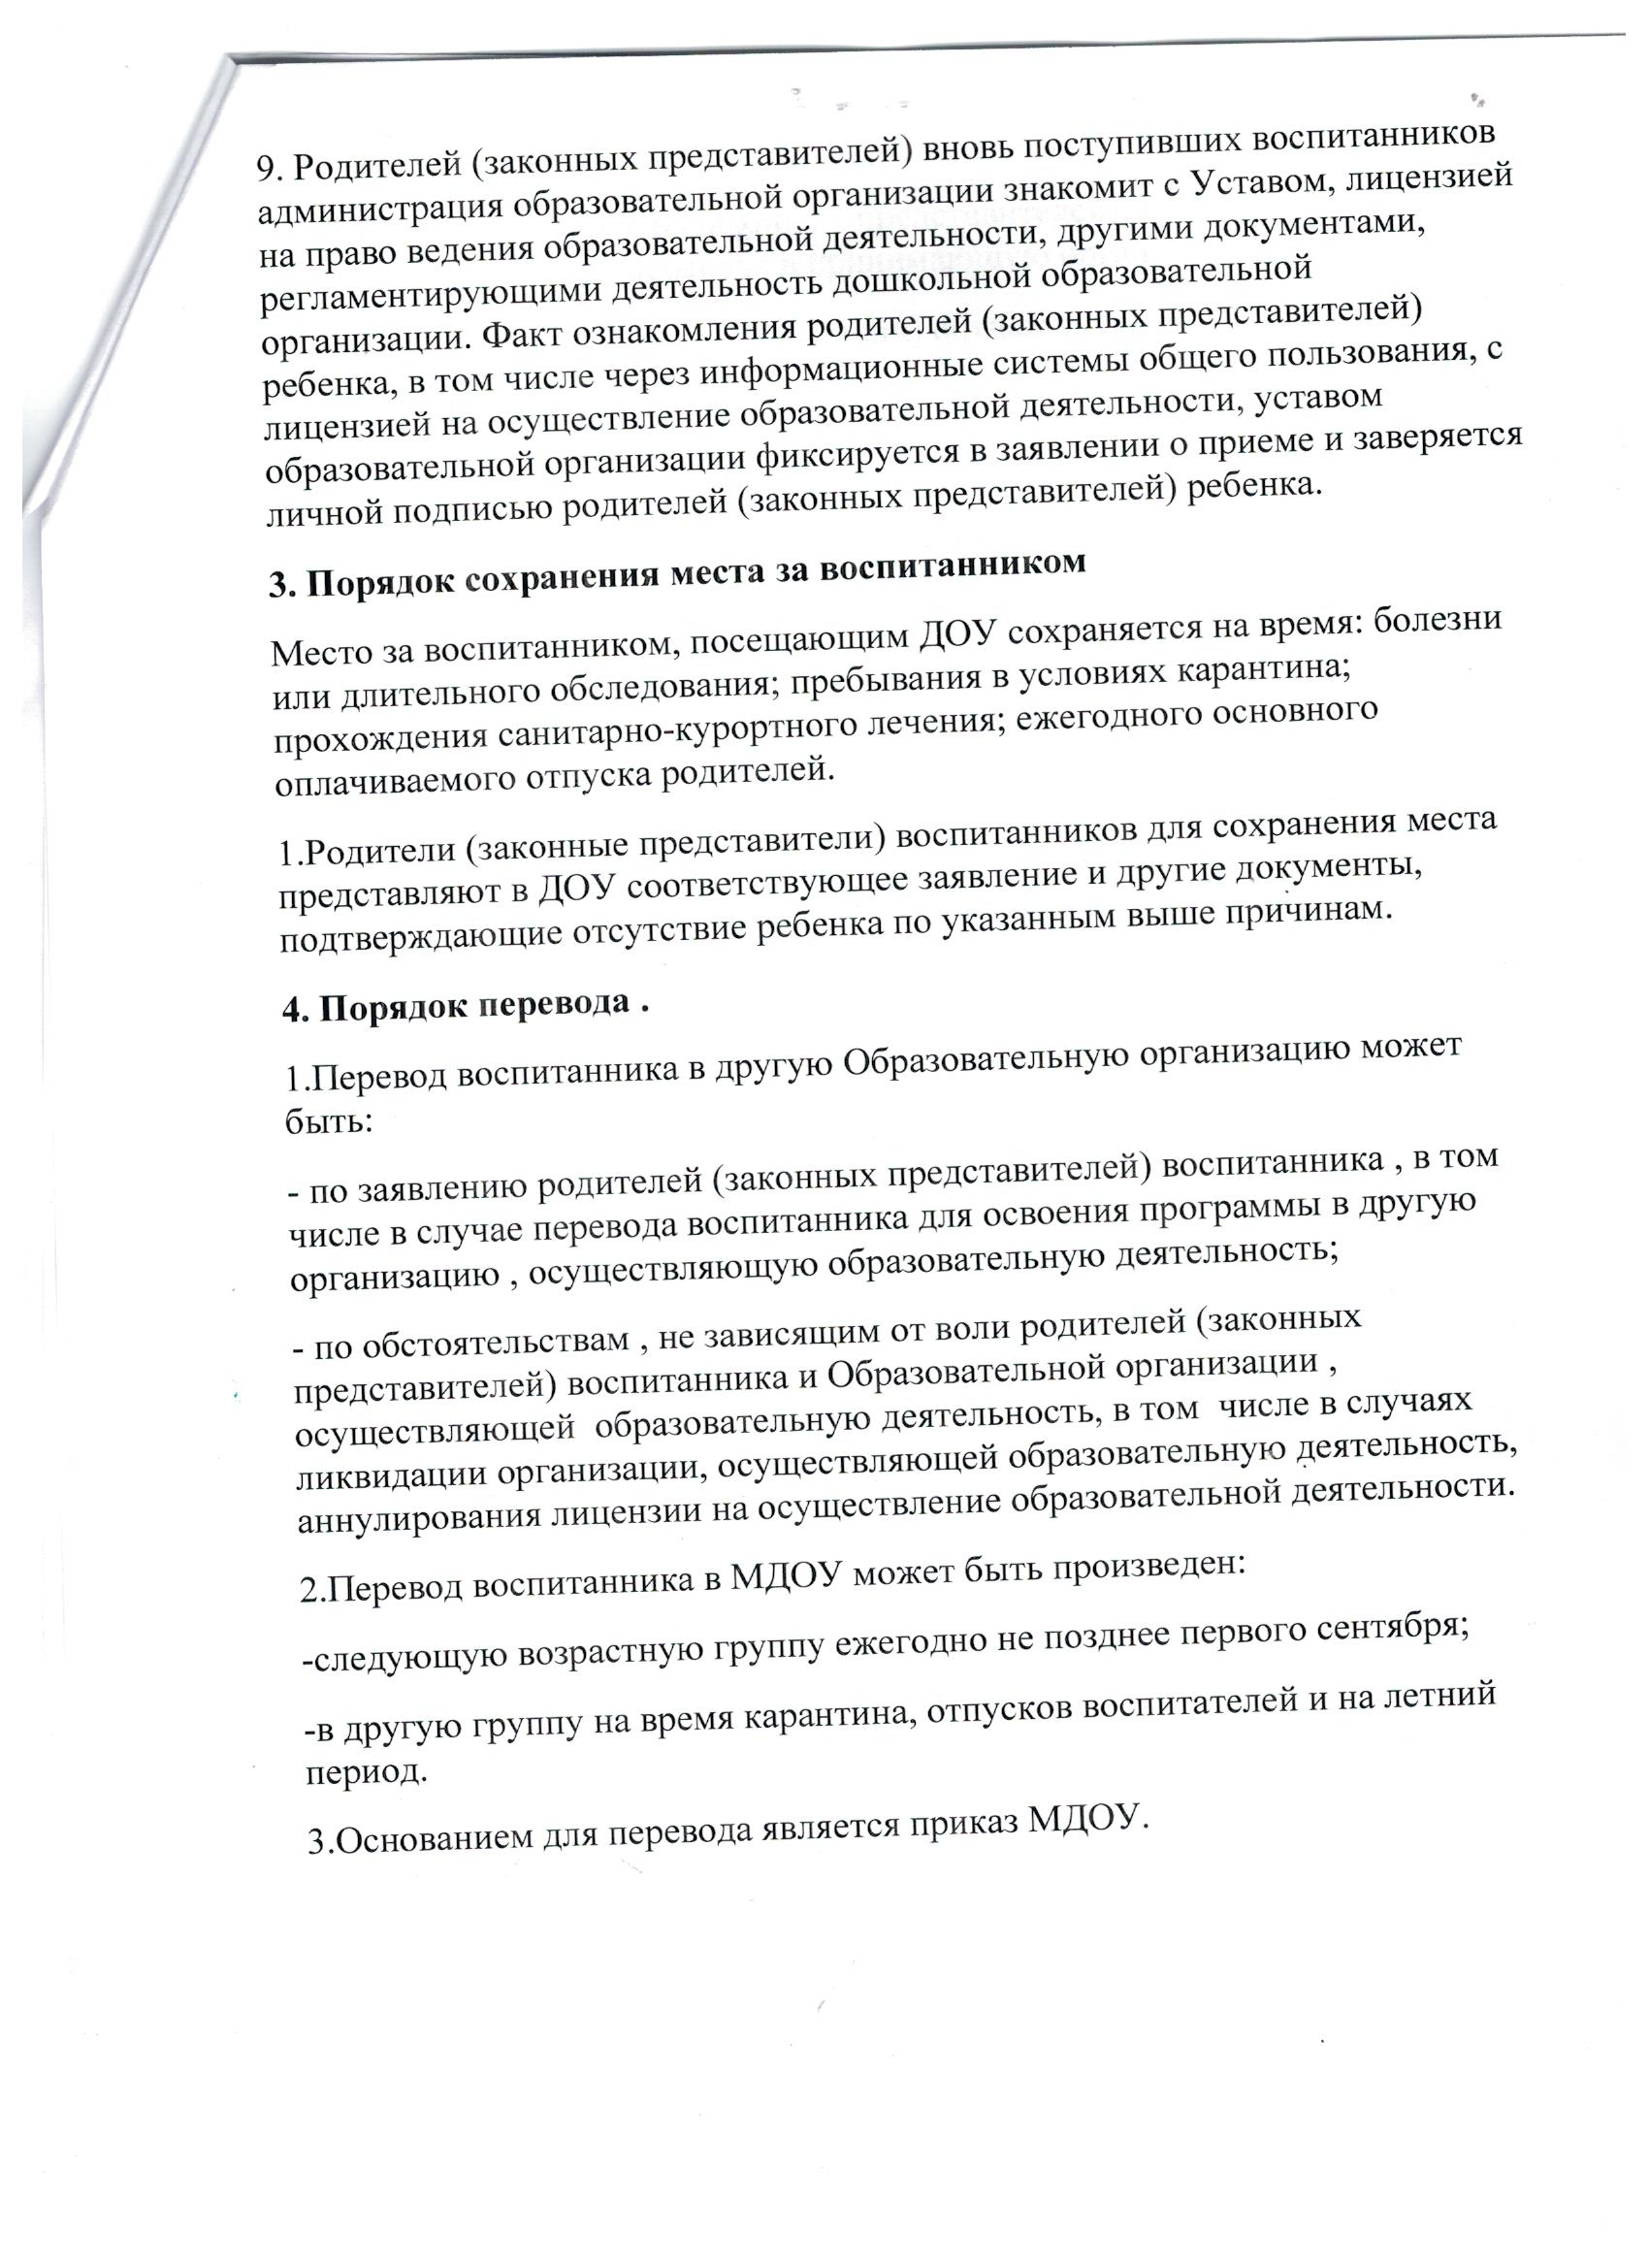 9. Родителей (законных представителей) вновь поступивших воспитанников
администрация образовательной организации знакомит с Уставом, лицензией
на право ведения образовательной деятельности, другими документами,
регламентирующими деятельность дошкольной образовательной
организации. Факт ознакомления родителей (законных представителей)
ребенка, в том числе через информационные системы общего пользования, с
лицензией на осуществление образовательной деятельности, уставом
образовательной организации фиксируется в заявлении о приеме и заверяется
личной подписью родителей (законных представителей) ребенка.
3. Порядок сохранения места за воспитанником
Место за воспитанником, посещающим ДОУ сохраняется на время: болезни
или длительного обследования; пребывания в условиях карантина;
прохождения санитарно-курортного лечения; ежегодного основного
оплачиваемого отпуска родителей.
1.Родители (законные представители) воспитанников для сохранения места
представляют в ДОУ соответствующее заявление и другие документы,
подтверждающие отсутствие ребенка по указанным выше причинам.
4. Порядок перевода .
1.Перевод воспитанника в другую Образовательную организацию может
быть:
- по заявлению родителей (законных представителей) воспитанника , в том
числе в случае перевода воспитанника для освоения программы в другую
организацию , осуществляющую образовательную деятельность;
- по обстоятельствам , не зависящим от воли родителей (законных
представителей) воспитанника и Образовательной организации ,
осуществляющей  образовательную деятельность, в том  числе в случаях
ликвидации организации, осуществляющей образовательную деятельность,
аннулирования лицензии на осуществление образовательной деятельности.
2.Перевод воспитанника в МДОУ может быть произведен:
-следующую возрастную группу ежегодно не позднее первого сентября;
-в другую группу на время карантина, отпусков воспитателей и на летний
период.
3.Основанием для перевода является приказ МДОУ.